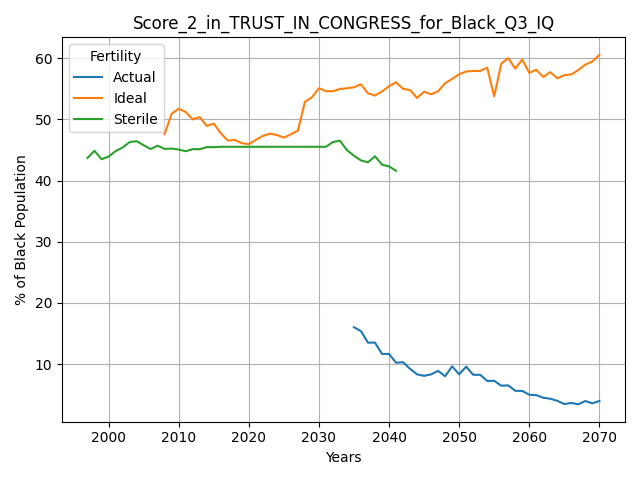 Score_2_in_TRUST_IN_CONGRESS_for_Black_Q3_IQ
Fertility
Actual
Ideal
Sterile
% of Black Population
60
50
40
30
20
10
2000 2010 2020 2030 2040 2050 2060 2070
Years